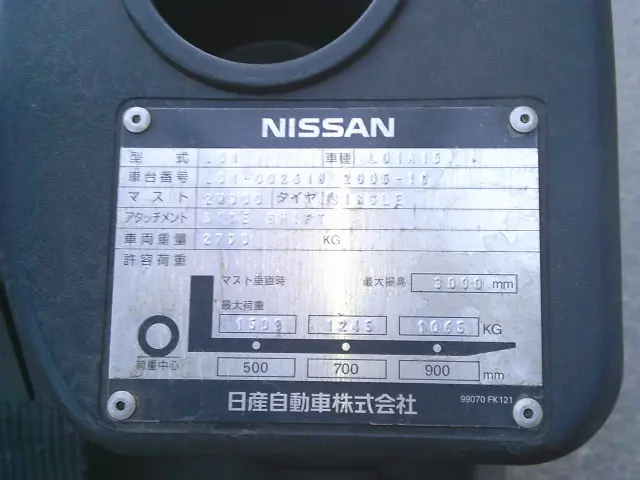 NISSAN
型式 L01 車種 L01A15J
車台番号 2005-10
マスト タイヤ SINGLE
アタッチメント SIDE SHIFT
車両重量 KG
許容荷重
マスト垂直時 最大揚高 3000 mm
最大荷重
1245 1065 KG
荷重中心 500 700 900 mm
日産自動車株式会社 99070 FK121